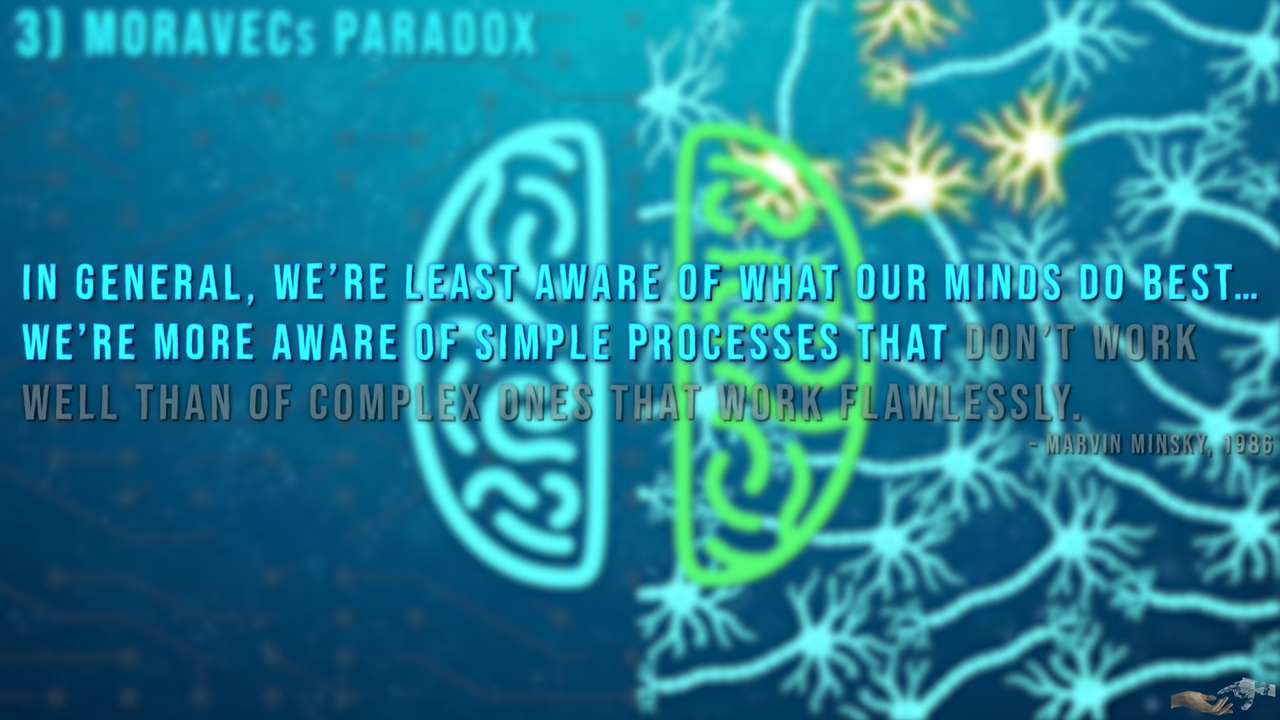 3) MORAVECs PARADOX
IN GENERAL, WE'RE LEAST AWARE OF WHAT OUR MINDS DO BEST…
WE'RE MORE AWARE OF SIMPLE PROCESSES THAT DON'T WORK
WELL THAN OF COMPLEX ONES THAT WORK FLAWLESSLY.
- MARVIN MINSKY, 1986